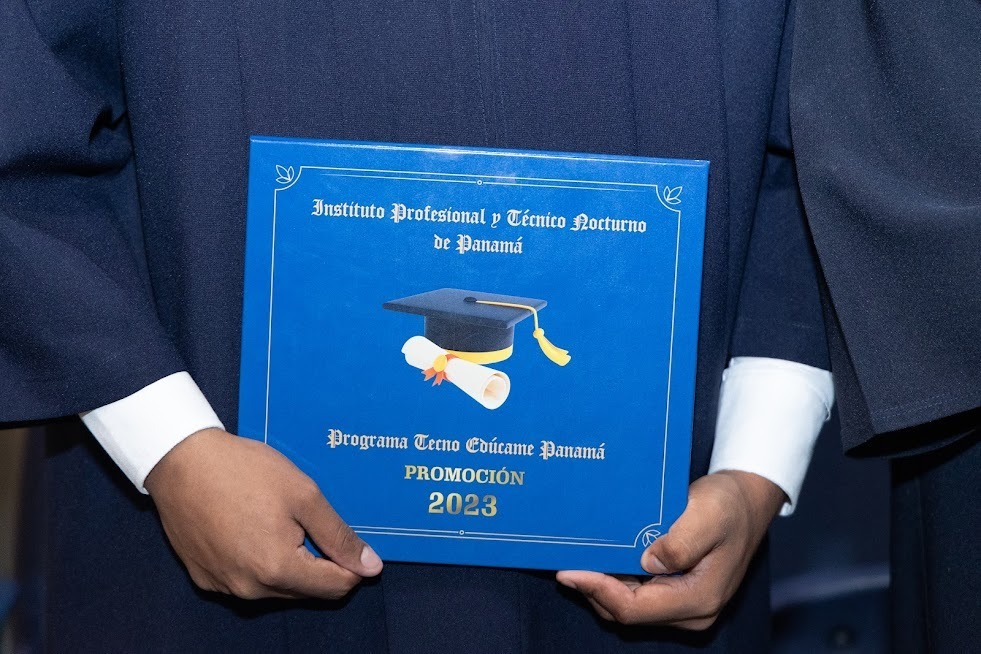 Instituto Profesional y Técnico Nocturno
de Panamá
Programa Tecno Edúcame Panamá
PROMOCIÓN
2023